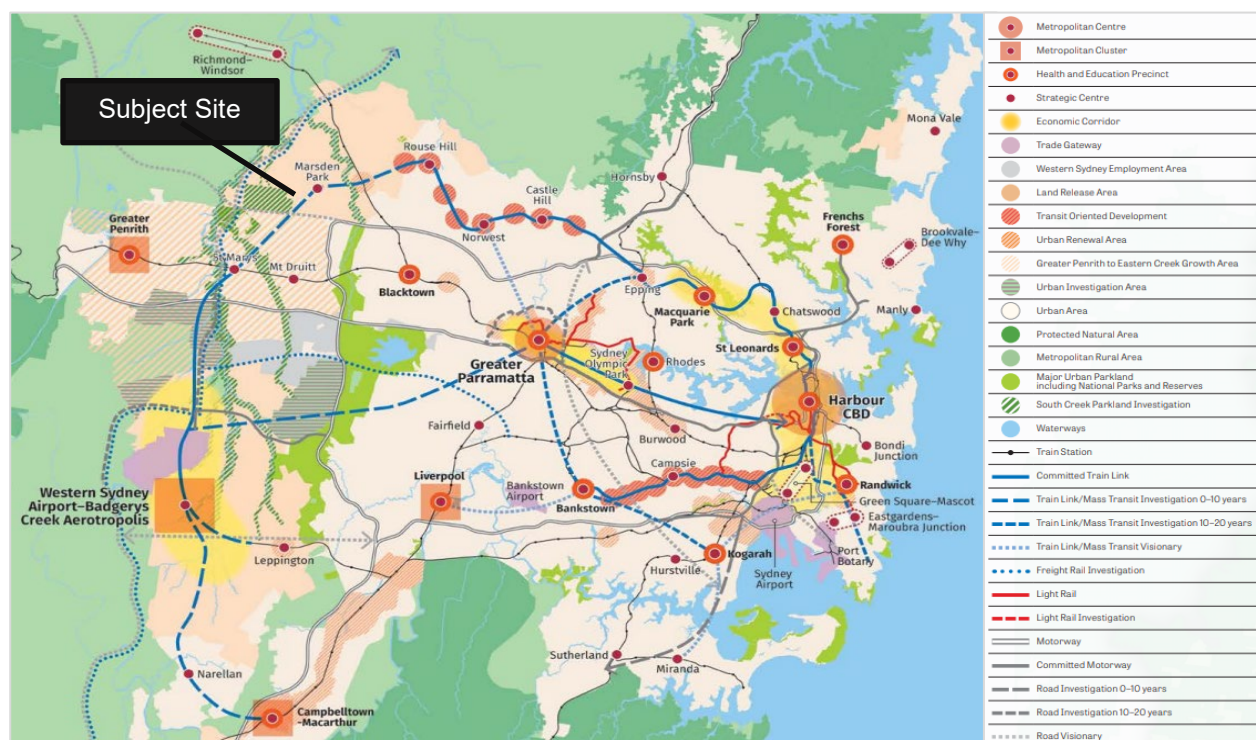 Richmond–
Windsor
Subject Site
Mona Vale
Rouse Hill
Marsden
Park
Hornsby
Castle
Hill
Greater
Penrith
Norwest
Frenchs
Forest
Brookvale–
Dee Why
St Marys
Mt Druitt
Blacktown
Epping
Macquarie
Park
Chatswood
Manly
St Leonards
Greater
Parramatta
Sydney
Olympic
Park
Rhodes
Harbour
CBD
Fairfield
Burwood
Bondi
Junction
Liverpool
Bankstown
Airport
Campsie
Western Sydney
Airport–Badgerys
Creek Aerotropolis
Bankstown
Randwick
Green Square–Mascot
Eastgardens–
Maroubra Junction
Leppington
Kogarah
Port
Botany
Hurstville
Sydney
Airport
Sutherland
Miranda
Narellan
Campbelltown
-Macarthur
Metropolitan Centre
Metropolitan Cluster
Health and Education Precinct
Strategic Centre
Economic Corridor
Trade Gateway
Western Sydney Employment Area
Land Release Area
Transit Oriented Development
Urban Renewal Area
Greater Penrith to Eastern Creek Growth Area
Urban Investigation Area
Urban Area
Protected Natural Area
Metropolitan Rural Area
Major Urban Parkland
including National Parks and Reserves
South Creek Parkland Investigation
Waterways
Train Station
Committed Train Link
Train Link/Mass Transit Investigation 0–10 years
Train Link/Mass Transit Investigation 10–20 years
Train Link/Mass Transit Visionary
Freight Rail Investigation
Light Rail
Light Rail Investigation
Motorway
Committed Motorway
Road Investigation 0–10 years
Road Investigation 10–20 years
Road Visionary